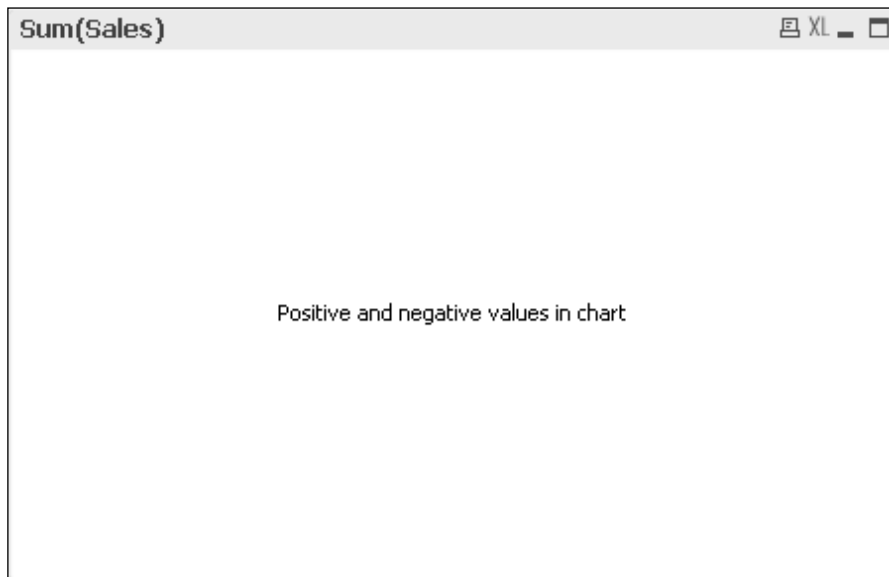 Sum(Sales)
XL
Positive and negative values in chart